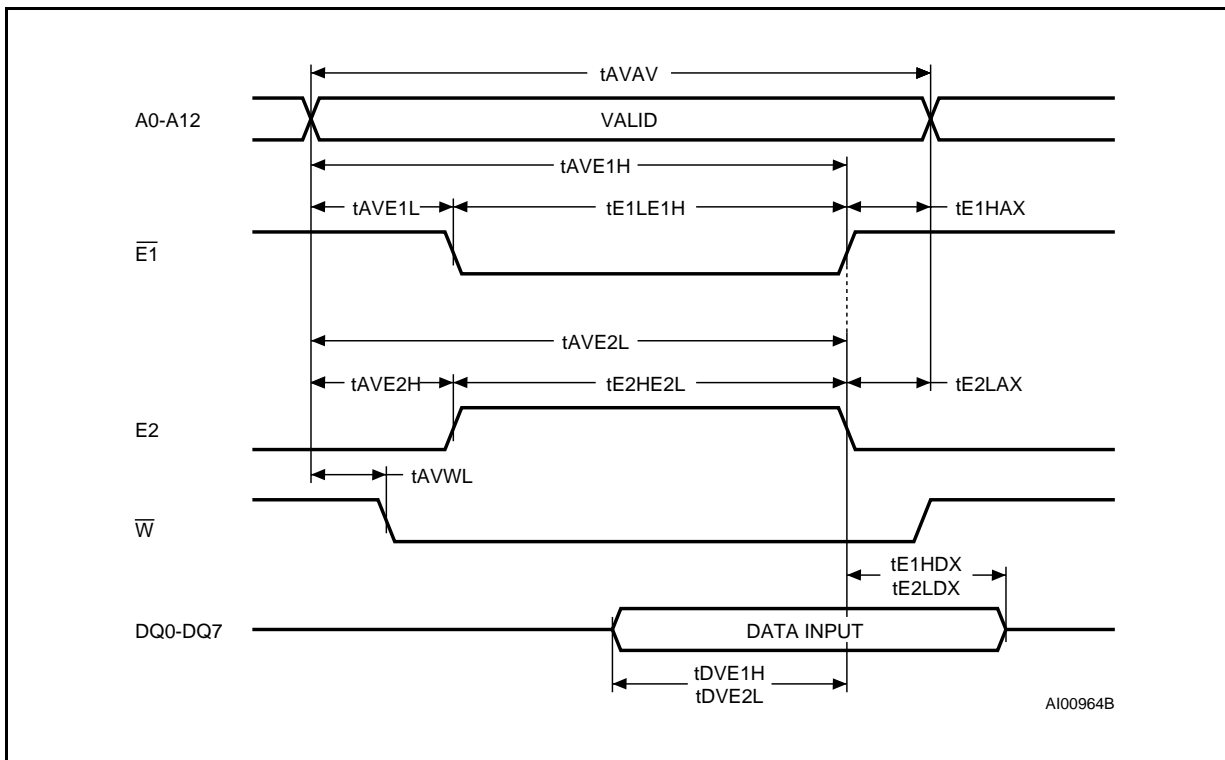 tAVAV
A0-A12 VALID
tAVE1H
tAVE1L tE1LE1H tE1HAX
E1
tAVE2L
tAVE2H tE2HE2L tE2LAX
E2
tAVWL
W
tE1HDX
tE2LDX
DQ0-DQ7 DATA INPUT
tDVE1H
tDVE2L
AI00964B